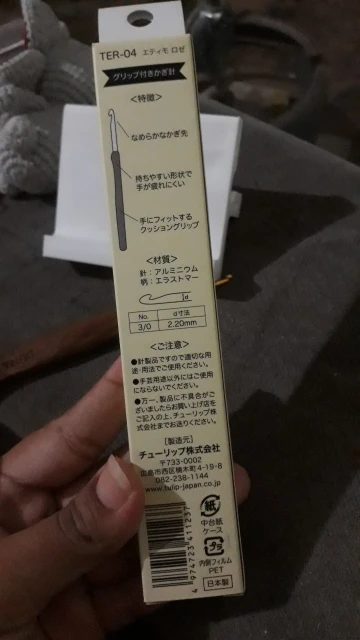 TER-04 エティモ ロゼ
グリップ付きかぎ針
<特徴>
なめらかなかぎ先
持ちやすい形状で
手が疲れにくい
手にフィットする
クッショングリップ
<材質>
針：アルミニウム
柄：エラストマー
d
No. d寸法
3/0 2.20mm
<ご注意>
●針製品ですので適切な用
途・用法でご使用ください。
●手芸用途以外にはご使用
にならないでください。
●万一、製品に不具合がご
ざいましたらお買い上げ店を
ご記入の上、チューリップ株
式会社までお送りください。
[製造元]
チューリップ株式会社
〒733-0002
広島市西区楠木町4-19-8
082-238-1144
www.tulip-japan.co.jp
4 974723 411237
紙
中台紙
ケース
プラ
内側フィルム
PET
日本製